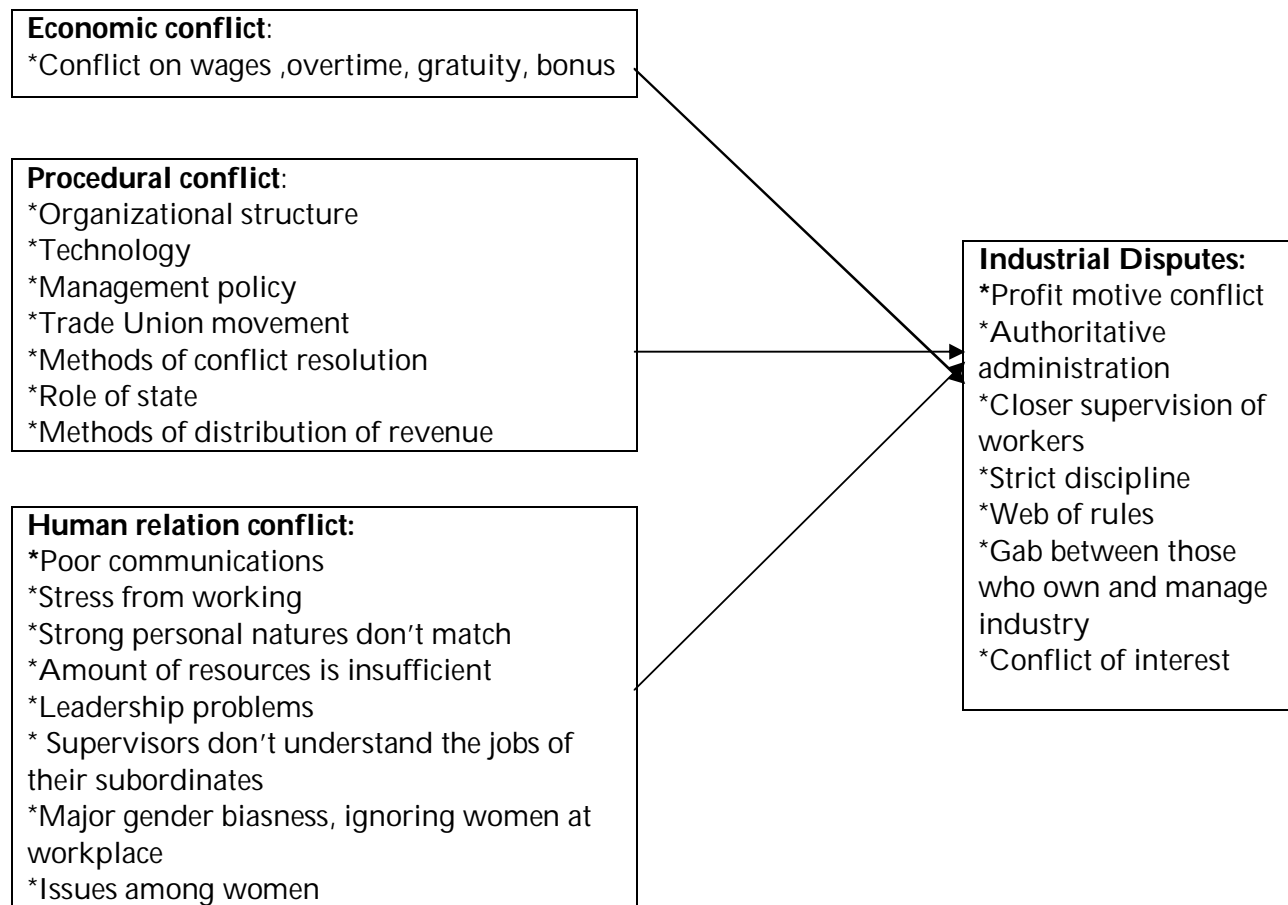 Economic conflict:
*Conflict on wages ,overtime, gratuity, bonus
Procedural conflict:
*Organizational structure
*Technology
*Management policy
*Trade Union movement
*Methods of conflict resolution
*Role of state
*Methods of distribution of revenue
Human relation conflict:
*Poor communications
*Stress from working
*Strong personal natures don't match
*Amount of resources is insufficient
*Leadership problems
* Supervisors don't understand the jobs of
their subordinates
*Major gender biasness, ignoring women at
workplace
*Issues among women
Industrial Disputes:
*Profit motive conflict
*Authoritative
administration
*Closer supervision of
workers
*Strict discipline
*Web of rules
*Gab between those
who own and manage
industry
*Conflict of interest